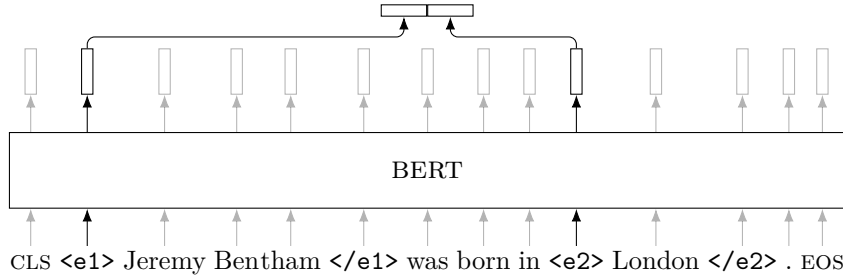 BERT
CLS <e1> Jeremy Bentham </e1> was born in <e2> London </e2> . EOS